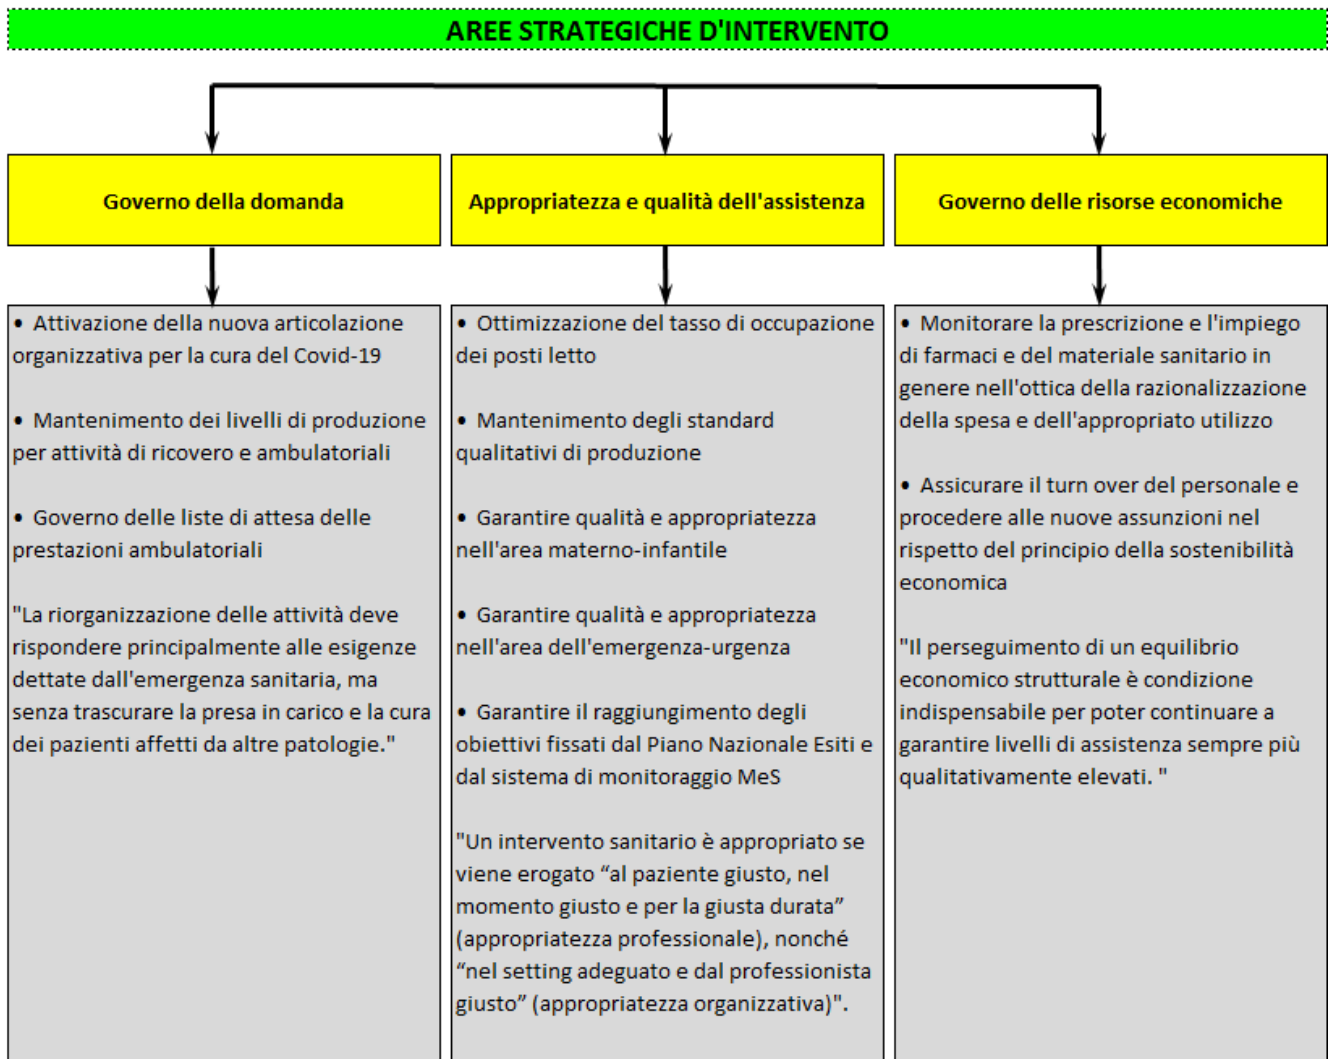 AREE STRATEGICHE D'INTERVENTO
Governo della domanda
• Attivazione della nuova articolazione
organizzativa per la cura del Covid-19
• Mantenimento dei livelli di produzione
per attività di ricovero e ambulatoriali
• Governo delle liste di attesa delle
prestazioni ambulatoriali
"La riorganizzazione delle attività deve
rispondere principalmente alle esigenze
dettate dall'emergenza sanitaria, ma
senza trascurare la presa in carico e la cura
dei pazienti affetti da altre patologie."
Appropriatezza e qualità dell'assistenza
• Ottimizzazione del tasso di occupazione
dei posti letto
• Mantenimento degli standard
qualitativi di produzione
• Garantire qualità e appropriatezza
nell'area materno-infantile
• Garantire qualità e appropriatezza
nell'area dell'emergenza-urgenza
• Garantire il raggiungimento degli
obiettivi fissati dal Piano Nazionale Esiti e
dal sistema di monitoraggio MeS
"Un intervento sanitario è appropriato se
viene erogato “al paziente giusto, nel
momento giusto e per la giusta durata”
(appropriatezza professionale), nonché
“nel setting adeguato e dal professionista
giusto” (appropriatezza organizzativa)".
Governo delle risorse economiche
• Monitorare la prescrizione e l'impiego
di farmaci e del materiale sanitario in
genere nell'ottica della razionalizzazione
della spesa e dell'appropriato utilizzo
• Assicurare il turn over del personale e
procedere alle nuove assunzioni nel
rispetto del principio della sostenibilità
economica
"Il perseguimento di un equilibrio
economico strutturale è condizione
indispensabile per poter continuare a
garantire livelli di assistenza sempre più
qualitativamente elevati. "